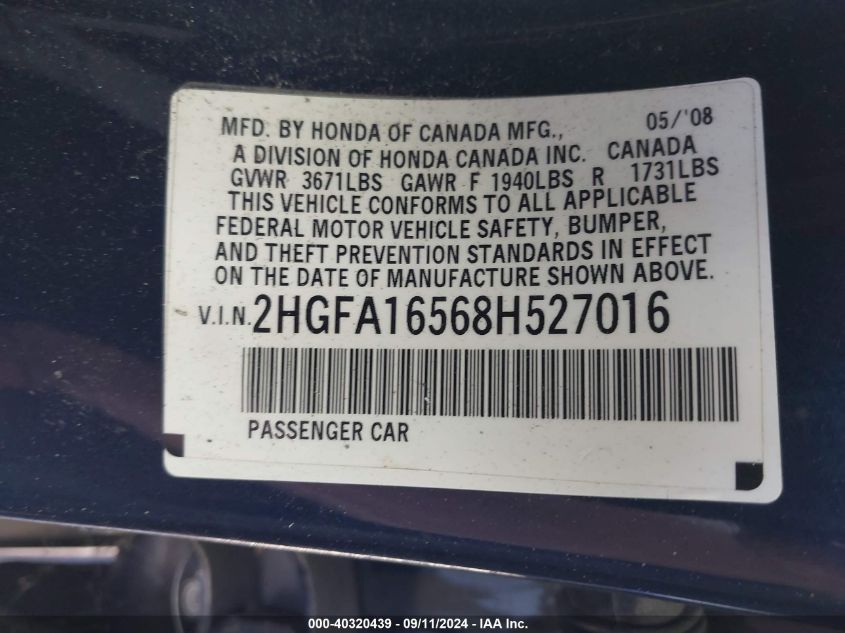 MFD. BY HONDA OF CANADA MFG., 05/'08
A DIVISION OF HONDA CANADA INC. CANADA
GVWR 3671LBS GAWR F 1940LBS R 1731LBS
THIS VEHICLE CONFORMS TO ALL APPLICABLE
FEDERAL MOTOR VEHICLE SAFETY, BUMPER,
AND THEFT PREVENTION STANDARDS IN EFFECT
ON THE DATE OF MANUFACTURE SHOWN ABOVE.
V.I.N. 2HGFA16568H527016
PASSENGER CAR
000-40320439 - 09/11/2024 - IAA Inc.